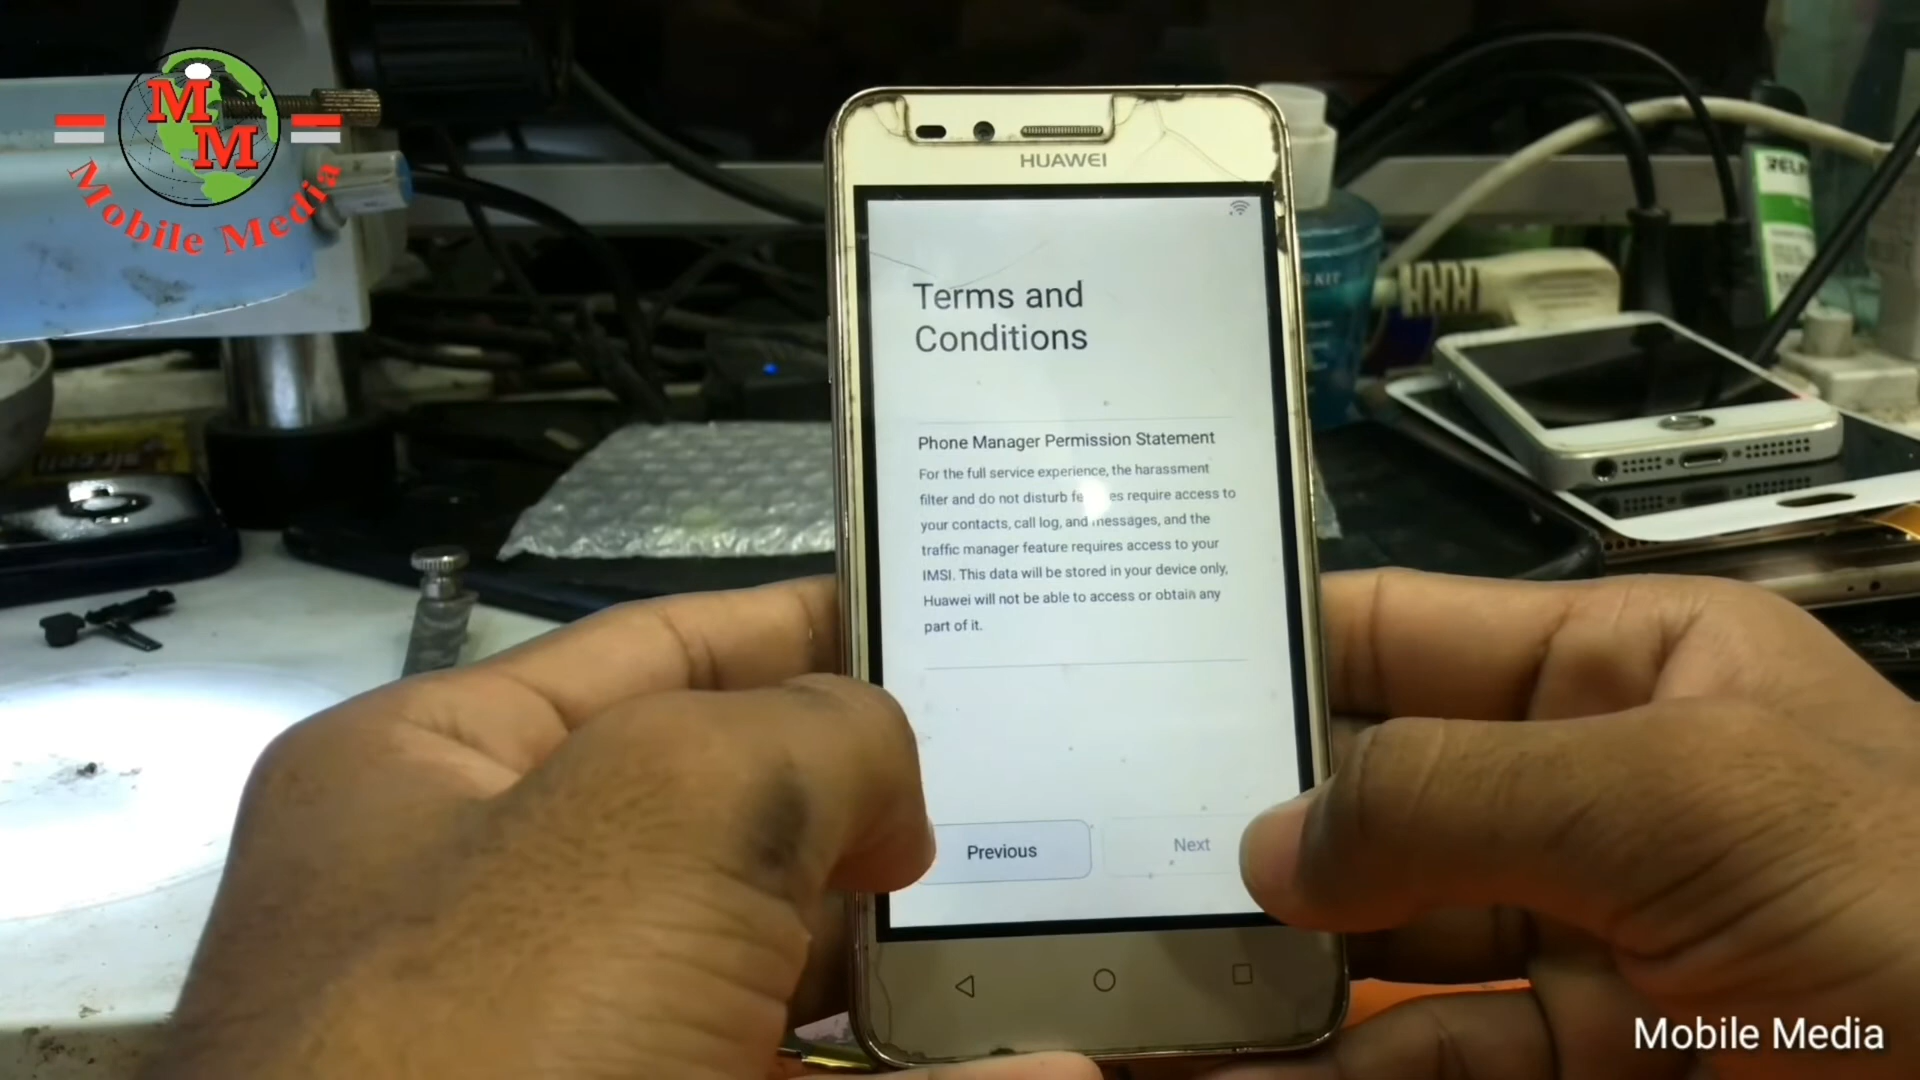 MM
Mobile Media
HUAWEI
Terms and
Conditions
Phone Manager Permission Statement
For the full service experience, the harassment
filter and do not disturb fe es require access to
your contacts, call log, and messages, and the
traffic manager feature requires access to your
IMSI. This data will be stored in your device only,
Huawei will not be able to access or obtain any
part of it.
Previous
Next
KIT
Mobile Media